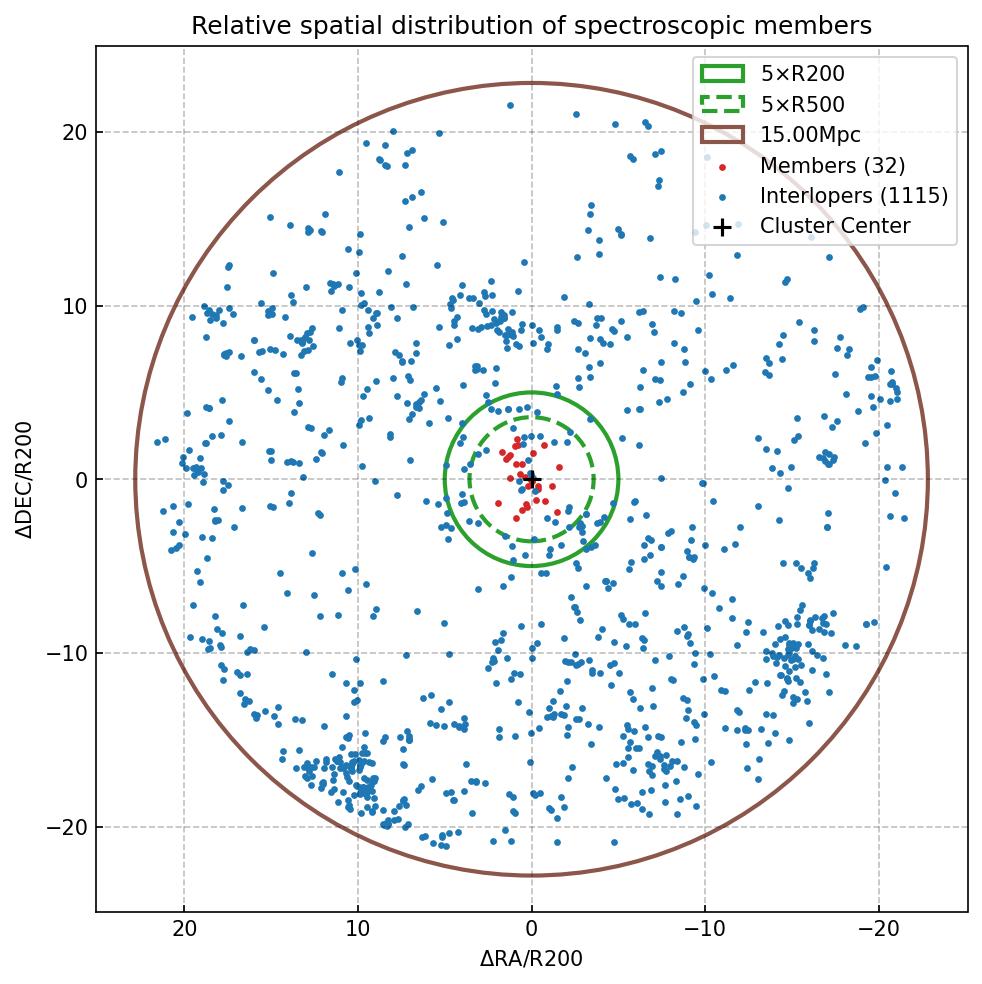 Relative spatial distribution of spectroscopic members
5×R200
5×R500
15.00Mpc
Members (32)
Interlopers (1115)
Cluster Center
20
10
0
−10
−20
ΔDEC/R200
20
10
0
−10
−20
ΔRA/R200